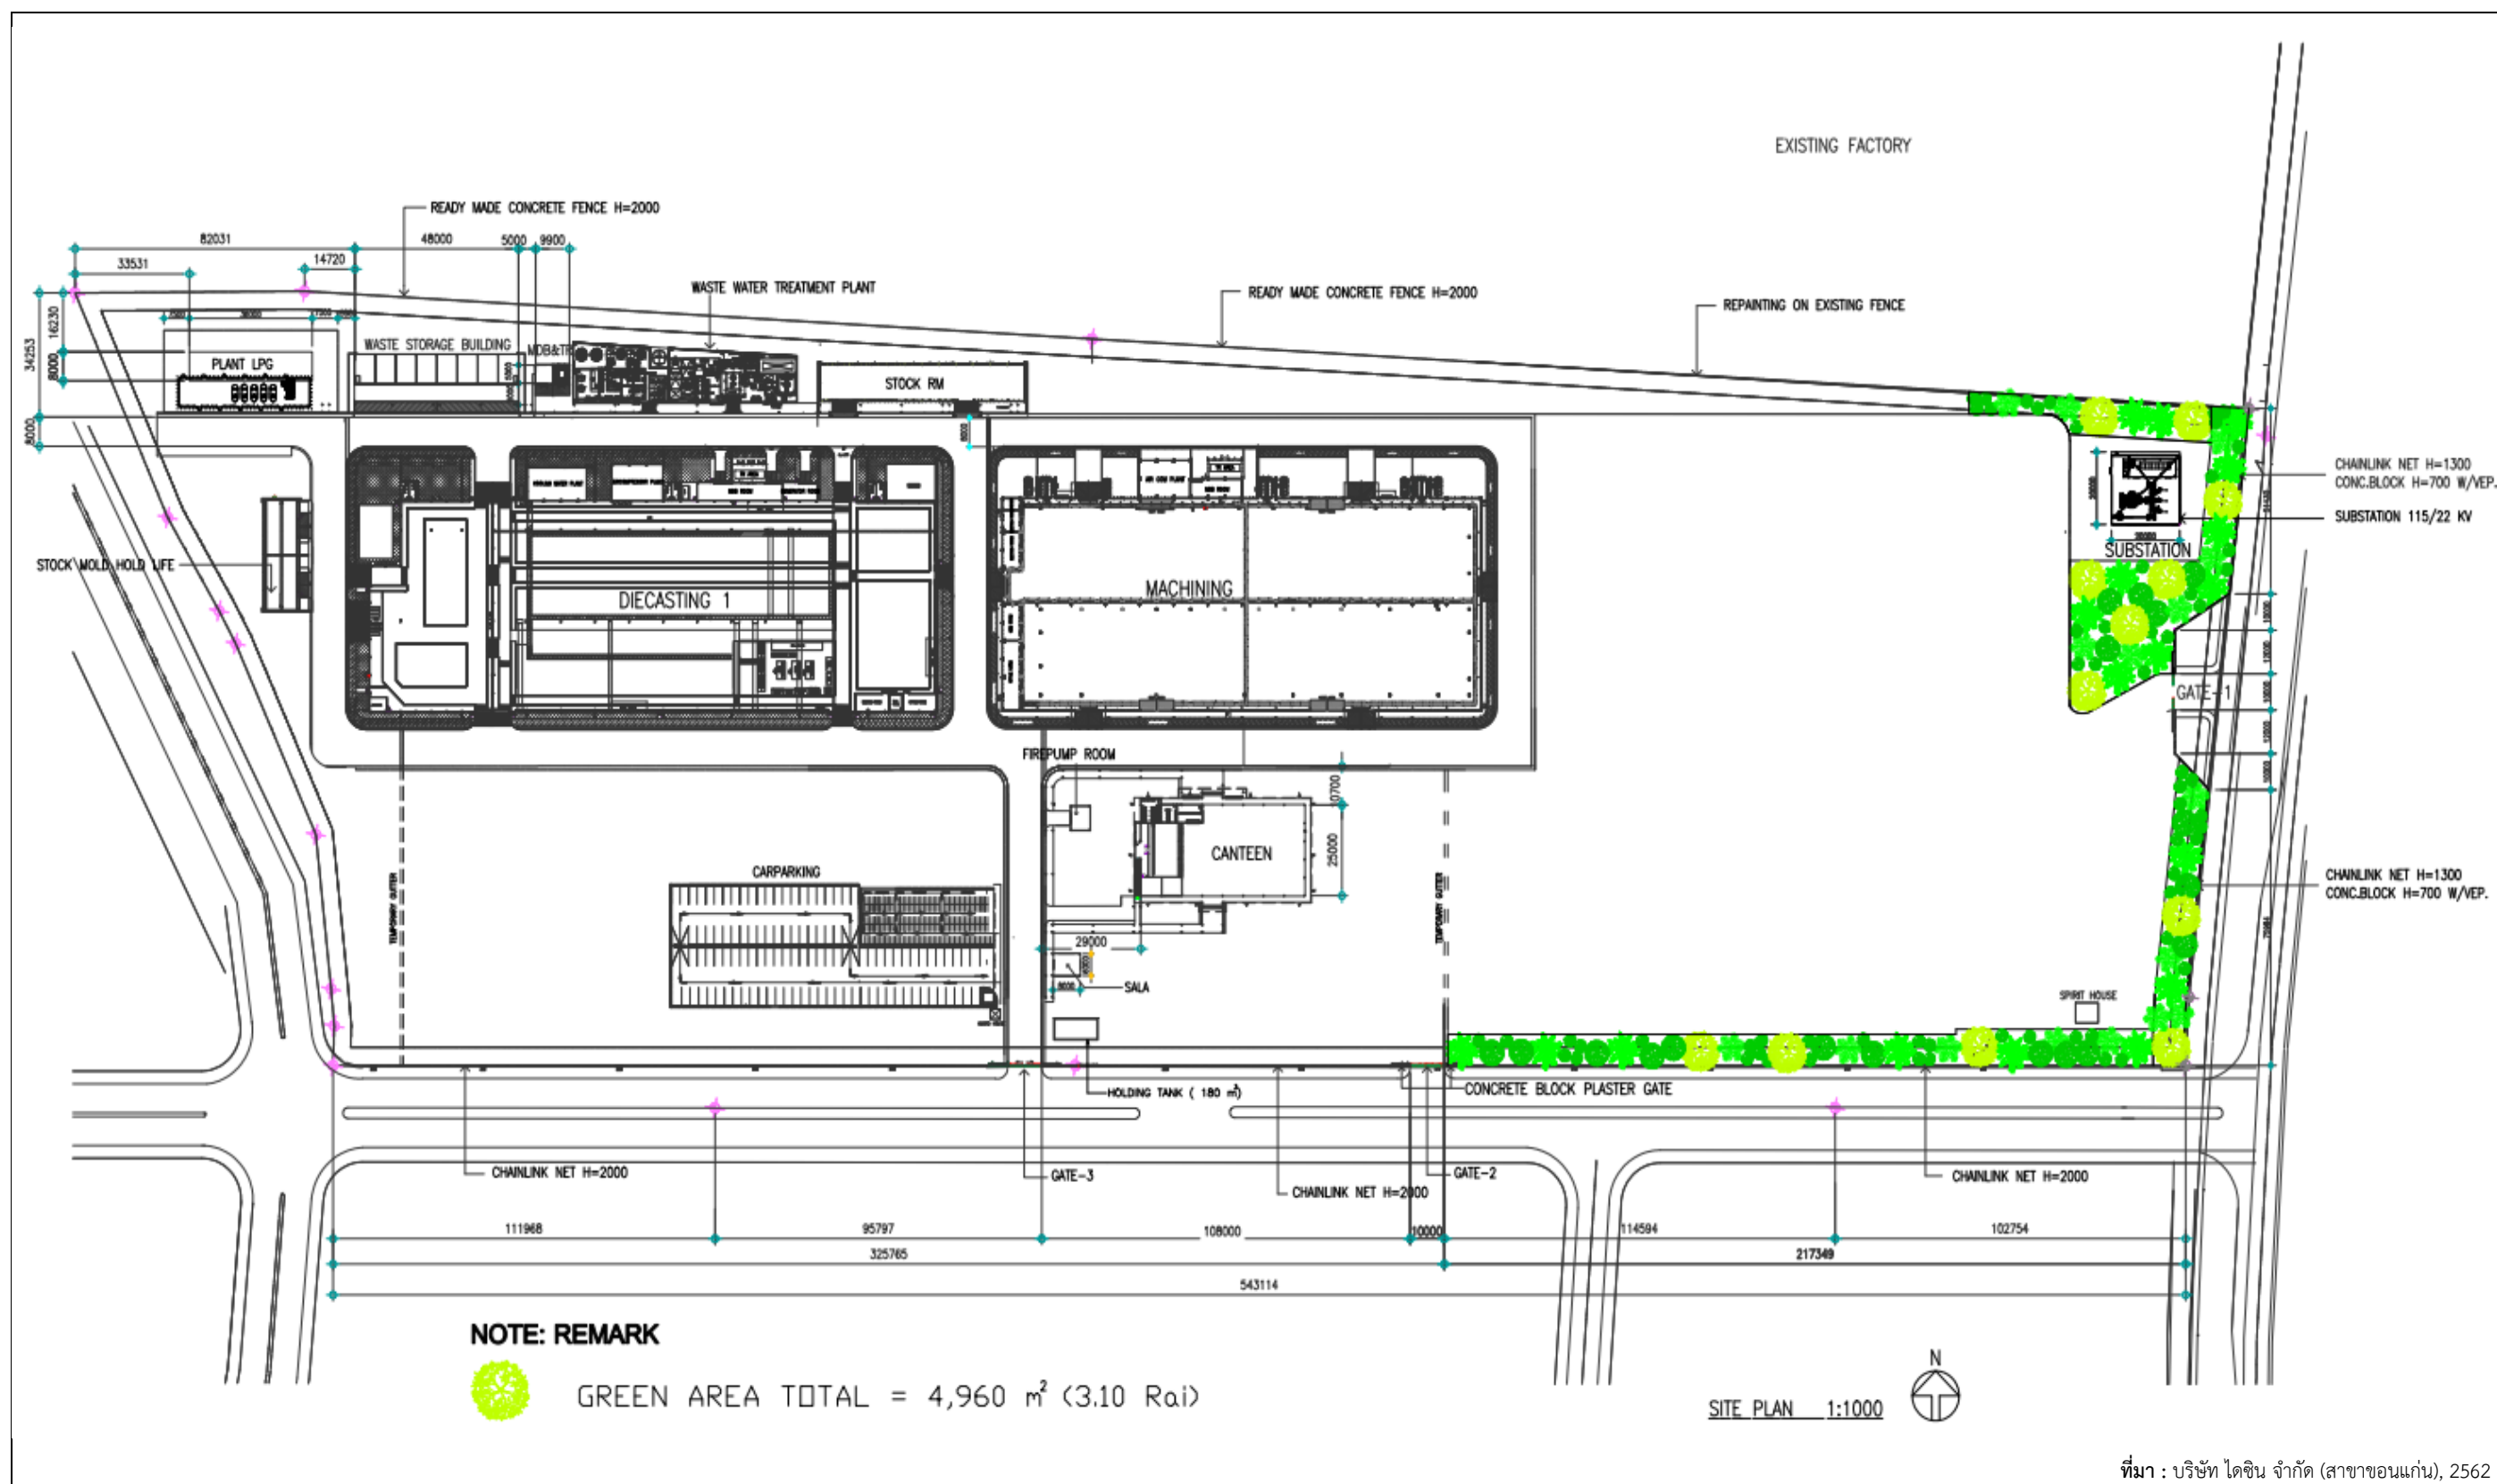 EXISTING FACTORY
READY MADE CONCRETE FENCE H=2000
82031
48000
5000
9900
33531
14720
WASTE WATER TREATMENT PLANT
READY MADE CONCRETE FENCE H=2000
REPAINTING ON EXISTING FENCE
16230
34253
8000
8000
WASTE STORAGE BUILDING
MDB&TR
PLANT LPG
STOCK RM
CHAINLINK NET H=1300
CONC.BLOCK H=700 W/VEP.
SUBSTATION 115/22 KV
SUBSTATION
STOCK MOLD HOLD LIFE
DIECASTING 1
MACHINING
GATE-1
FIREPUMP ROOM
10700
25000
CANTEEN
CARPARKING
TEMPORARY GUTTER
TEMPORARY GUTTER
CHAINLINK NET H=1300
CONC.BLOCK H=700 W/VEP.
29000
SALA
SPIRIT HOUSE
HOLDING TANK ( 180 m³)
CONCRETE BLOCK PLASTER GATE
CHAINLINK NET H=2000
GATE-3
CHAINLINK NET H=2000
GATE-2
CHAINLINK NET H=2000
111968
95797
108000
10000
114594
102754
325765
217349
543114
NOTE: REMARK
GREEN AREA TOTAL = 4,960 m² (3.10 Rai)
N
SITE PLAN 1:1000
ที่มา : บริษัท ไดซิน จำกัด (สาขาขอนแก่น), 2562